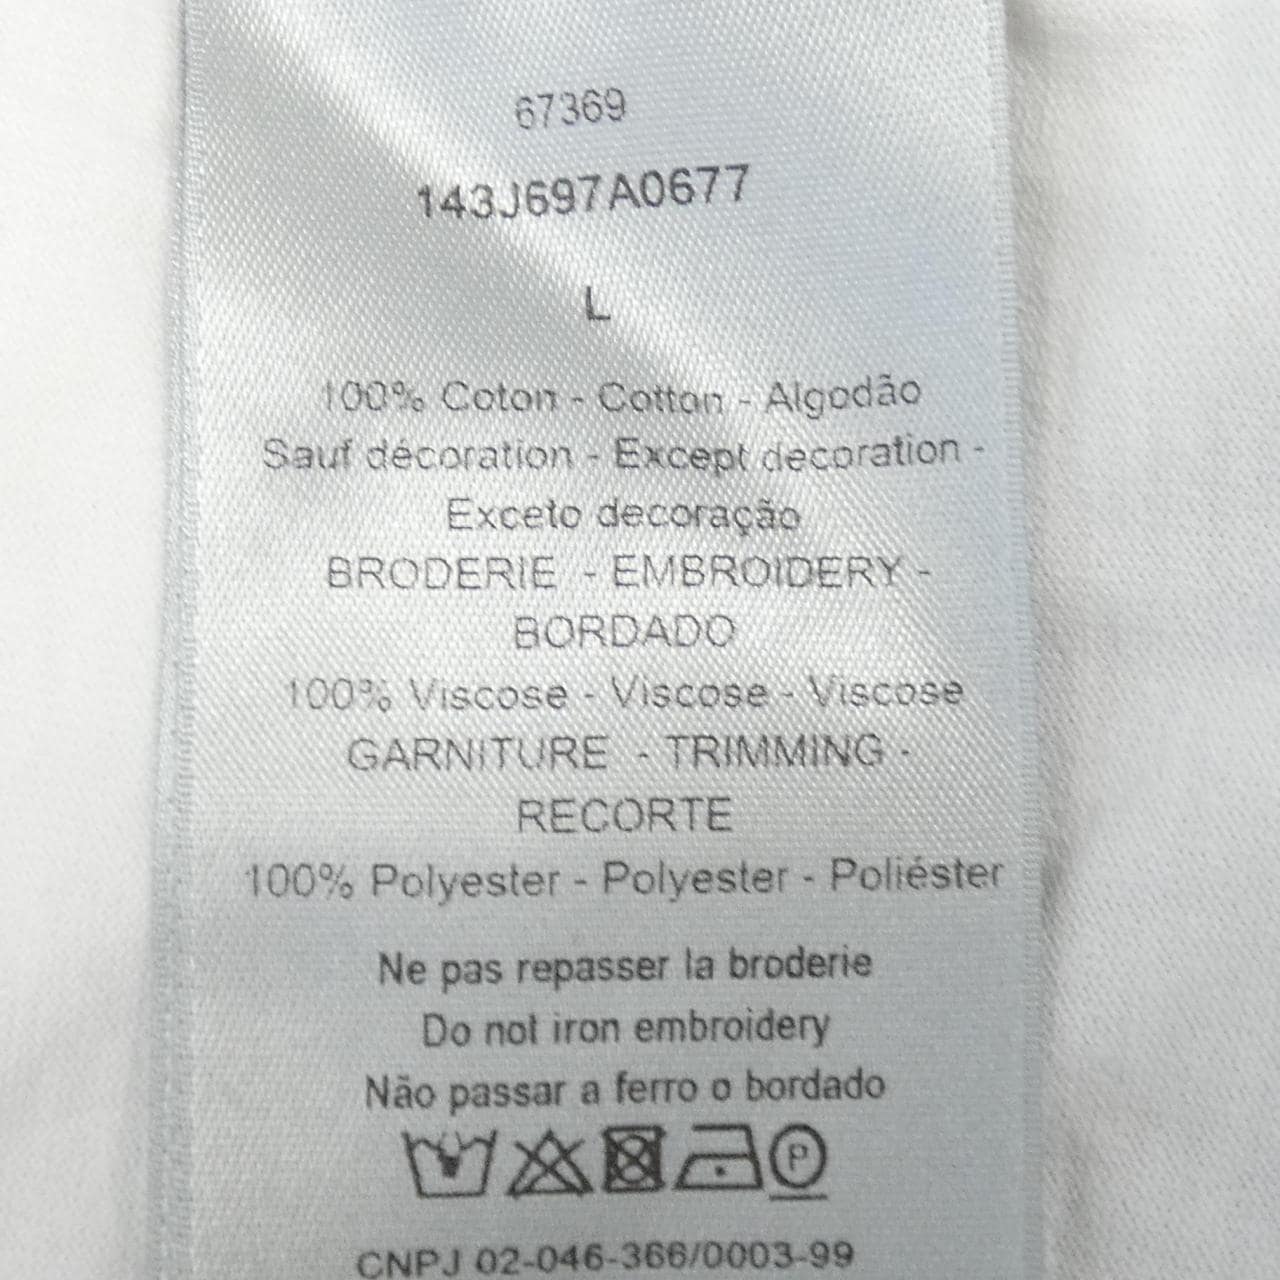 67369
143J697A0677
L
100% Coton - Cotton - Algodão
Sauf décoration - Except decoration -
Exceto decoração
BRODERIE - EMBROIDERY -
BORDADO
100% Viscose - Viscose - Viscose
GARNITURE - TRIMMING -
RECORTE
100% Polyester - Polyester - Poliéster
Ne pas repasser la broderie
Do not iron embroidery
Não passar a ferro o bordado
P
CNPJ 02-046-366/0003-99